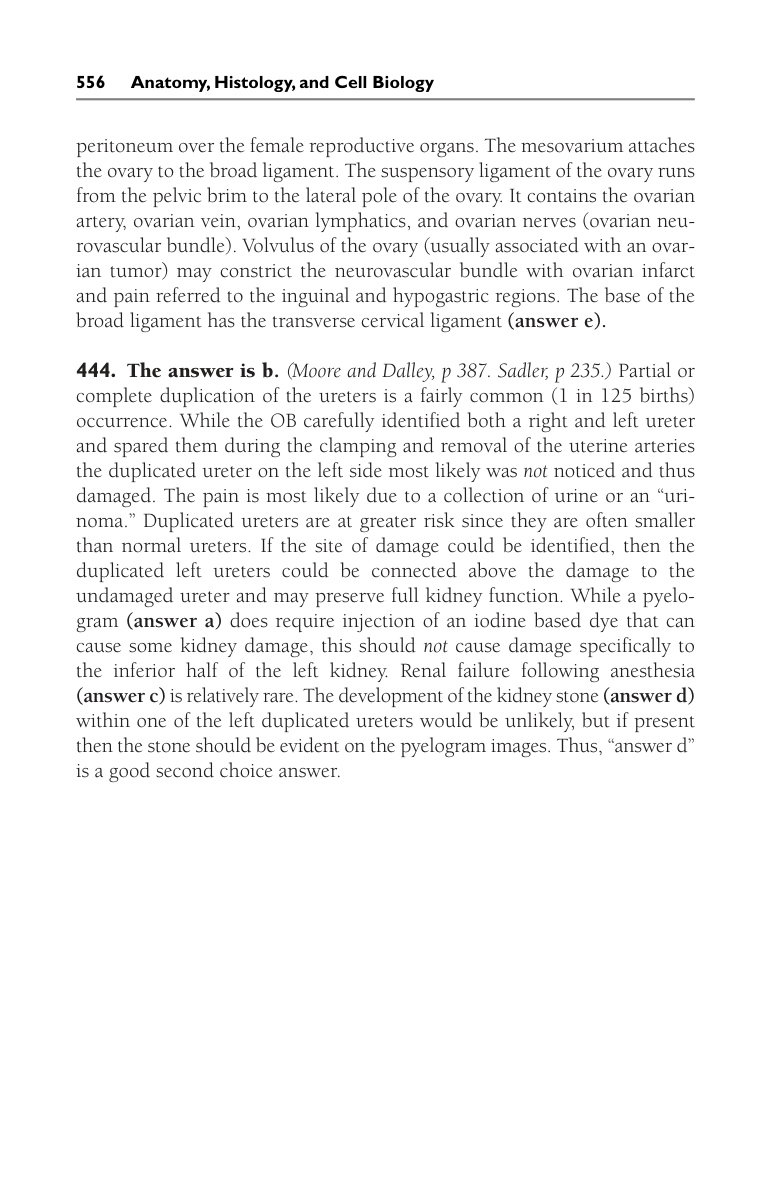 556 Anatomy, Histology, and Cell Biology
peritoneum over the female reproductive organs. The mesovarium attaches
the ovary to the broad ligament. The suspensory ligament of the ovary runs
from the pelvic brim to the lateral pole of the ovary. It contains the ovarian
artery, ovarian vein, ovarian lymphatics, and ovarian nerves (ovarian neu-
rovascular bundle). Volvulus of the ovary (usually associated with an ovar-
ian tumor) may constrict the neurovascular bundle with ovarian infarct
and pain referred to the inguinal and hypogastric regions. The base of the
broad ligament has the transverse cervical ligament (answer e).
444. The answer is b. (Moore and Dalley, p 387. Sadler, p 235.) Partial or
complete duplication of the ureters is a fairly common (1 in 125 births)
occurrence. While the OB carefully identified both a right and left ureter
and spared them during the clamping and removal of the uterine arteries
the duplicated ureter on the left side most likely was not noticed and thus
damaged. The pain is most likely due to a collection of urine or an “uri-
noma.” Duplicated ureters are at greater risk since they are often smaller
than normal ureters. If the site of damage could be identified, then the
duplicated left ureters could be connected above the damage to the
undamaged ureter and may preserve full kidney function. While a pyelo-
gram (answer a) does require injection of an iodine based dye that can
cause some kidney damage, this should not cause damage specifically to
the inferior half of the left kidney. Renal failure following anesthesia
(answer c) is relatively rare. The development of the kidney stone (answer d)
within one of the left duplicated ureters would be unlikely, but if present
then the stone should be evident on the pyelogram images. Thus, “answer d”
is a good second choice answer.